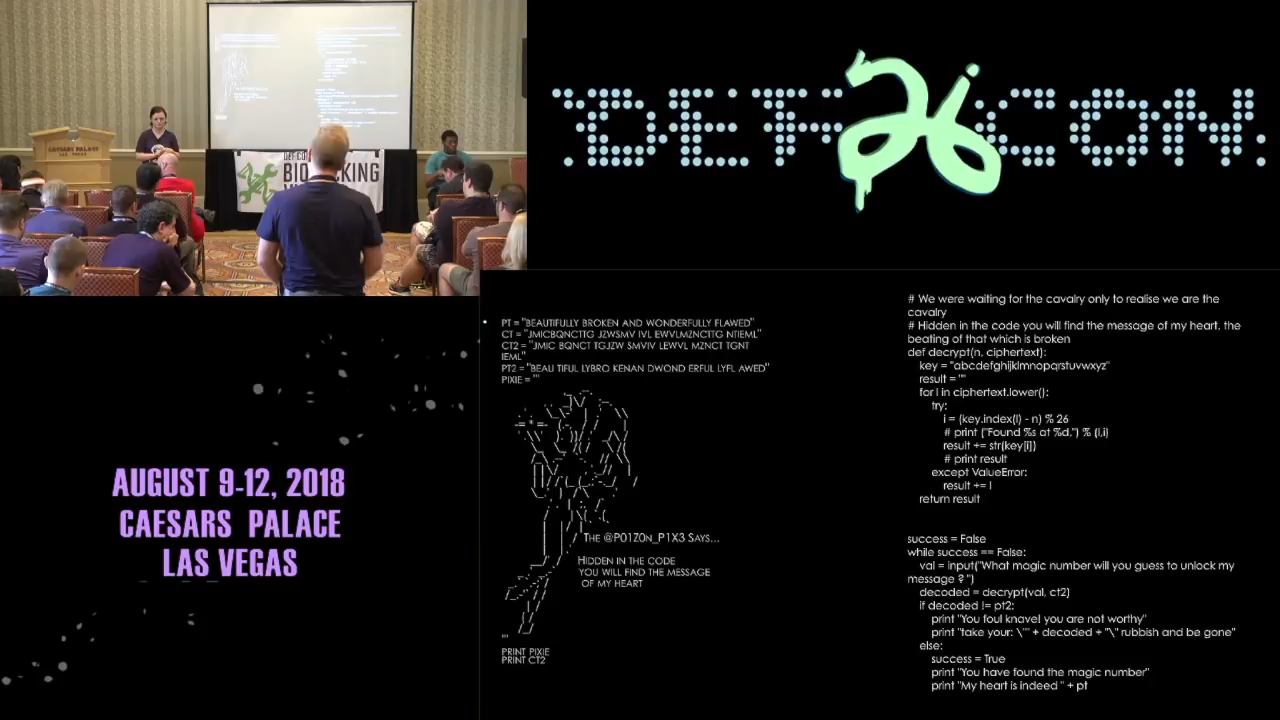 CAESARS PALACE
LAS VEGAS
DEF CON
BIO
KING
DEF CON
26
AUGUST 9-12, 2018
CAESARS PALACE
LAS VEGAS
PT = "BEAUTIFULLY BROKEN AND WONDERFULLY FLAWED"
CT = "JMICBQNCTTG JZWSMV IVL EWVLMZNCTTG NTIEML"
CT2 = "JMIC BQNCT TGJZW SMVIV LEWVL MZNCT TGNT
IEML"
PT2 = "BEAU TIFUL LYBRO KENAN DWOND ERFUL LYFL AWED"
PIXIE = """
THE @P01Z0N_P1X3 SAYS...
HIDDEN IN THE CODE
YOU WILL FIND THE MESSAGE
OF MY HEART
"""
PRINT PIXIE
PRINT CT2
# We were waiting for the cavalry only to realise we are the
cavalry
# Hidden in the code you will find the message of my heart, the
beating of that which is broken
def decrypt(n, ciphertext):
key = "abcdefghijklmnopqrstuvwxyz"
result = ""
for l in ciphertext.lower():
try:
i = (key.index(l) - n) % 26
# print ("Found %s at %d,") % (l,i)
result += str(key[i])
# print result
except ValueError:
result += l
return result
success = False
while success == False:
val = input("What magic number will you guess to unlock my
message ? ")
decoded = decrypt(val, ct2)
if decoded != pt2:
print "You foul knave! you are not worthy"
print "take your: \"" + decoded + "\" rubbish and be gone"
else:
success = True
print "You have found the magic number"
print "My heart is indeed " + pt